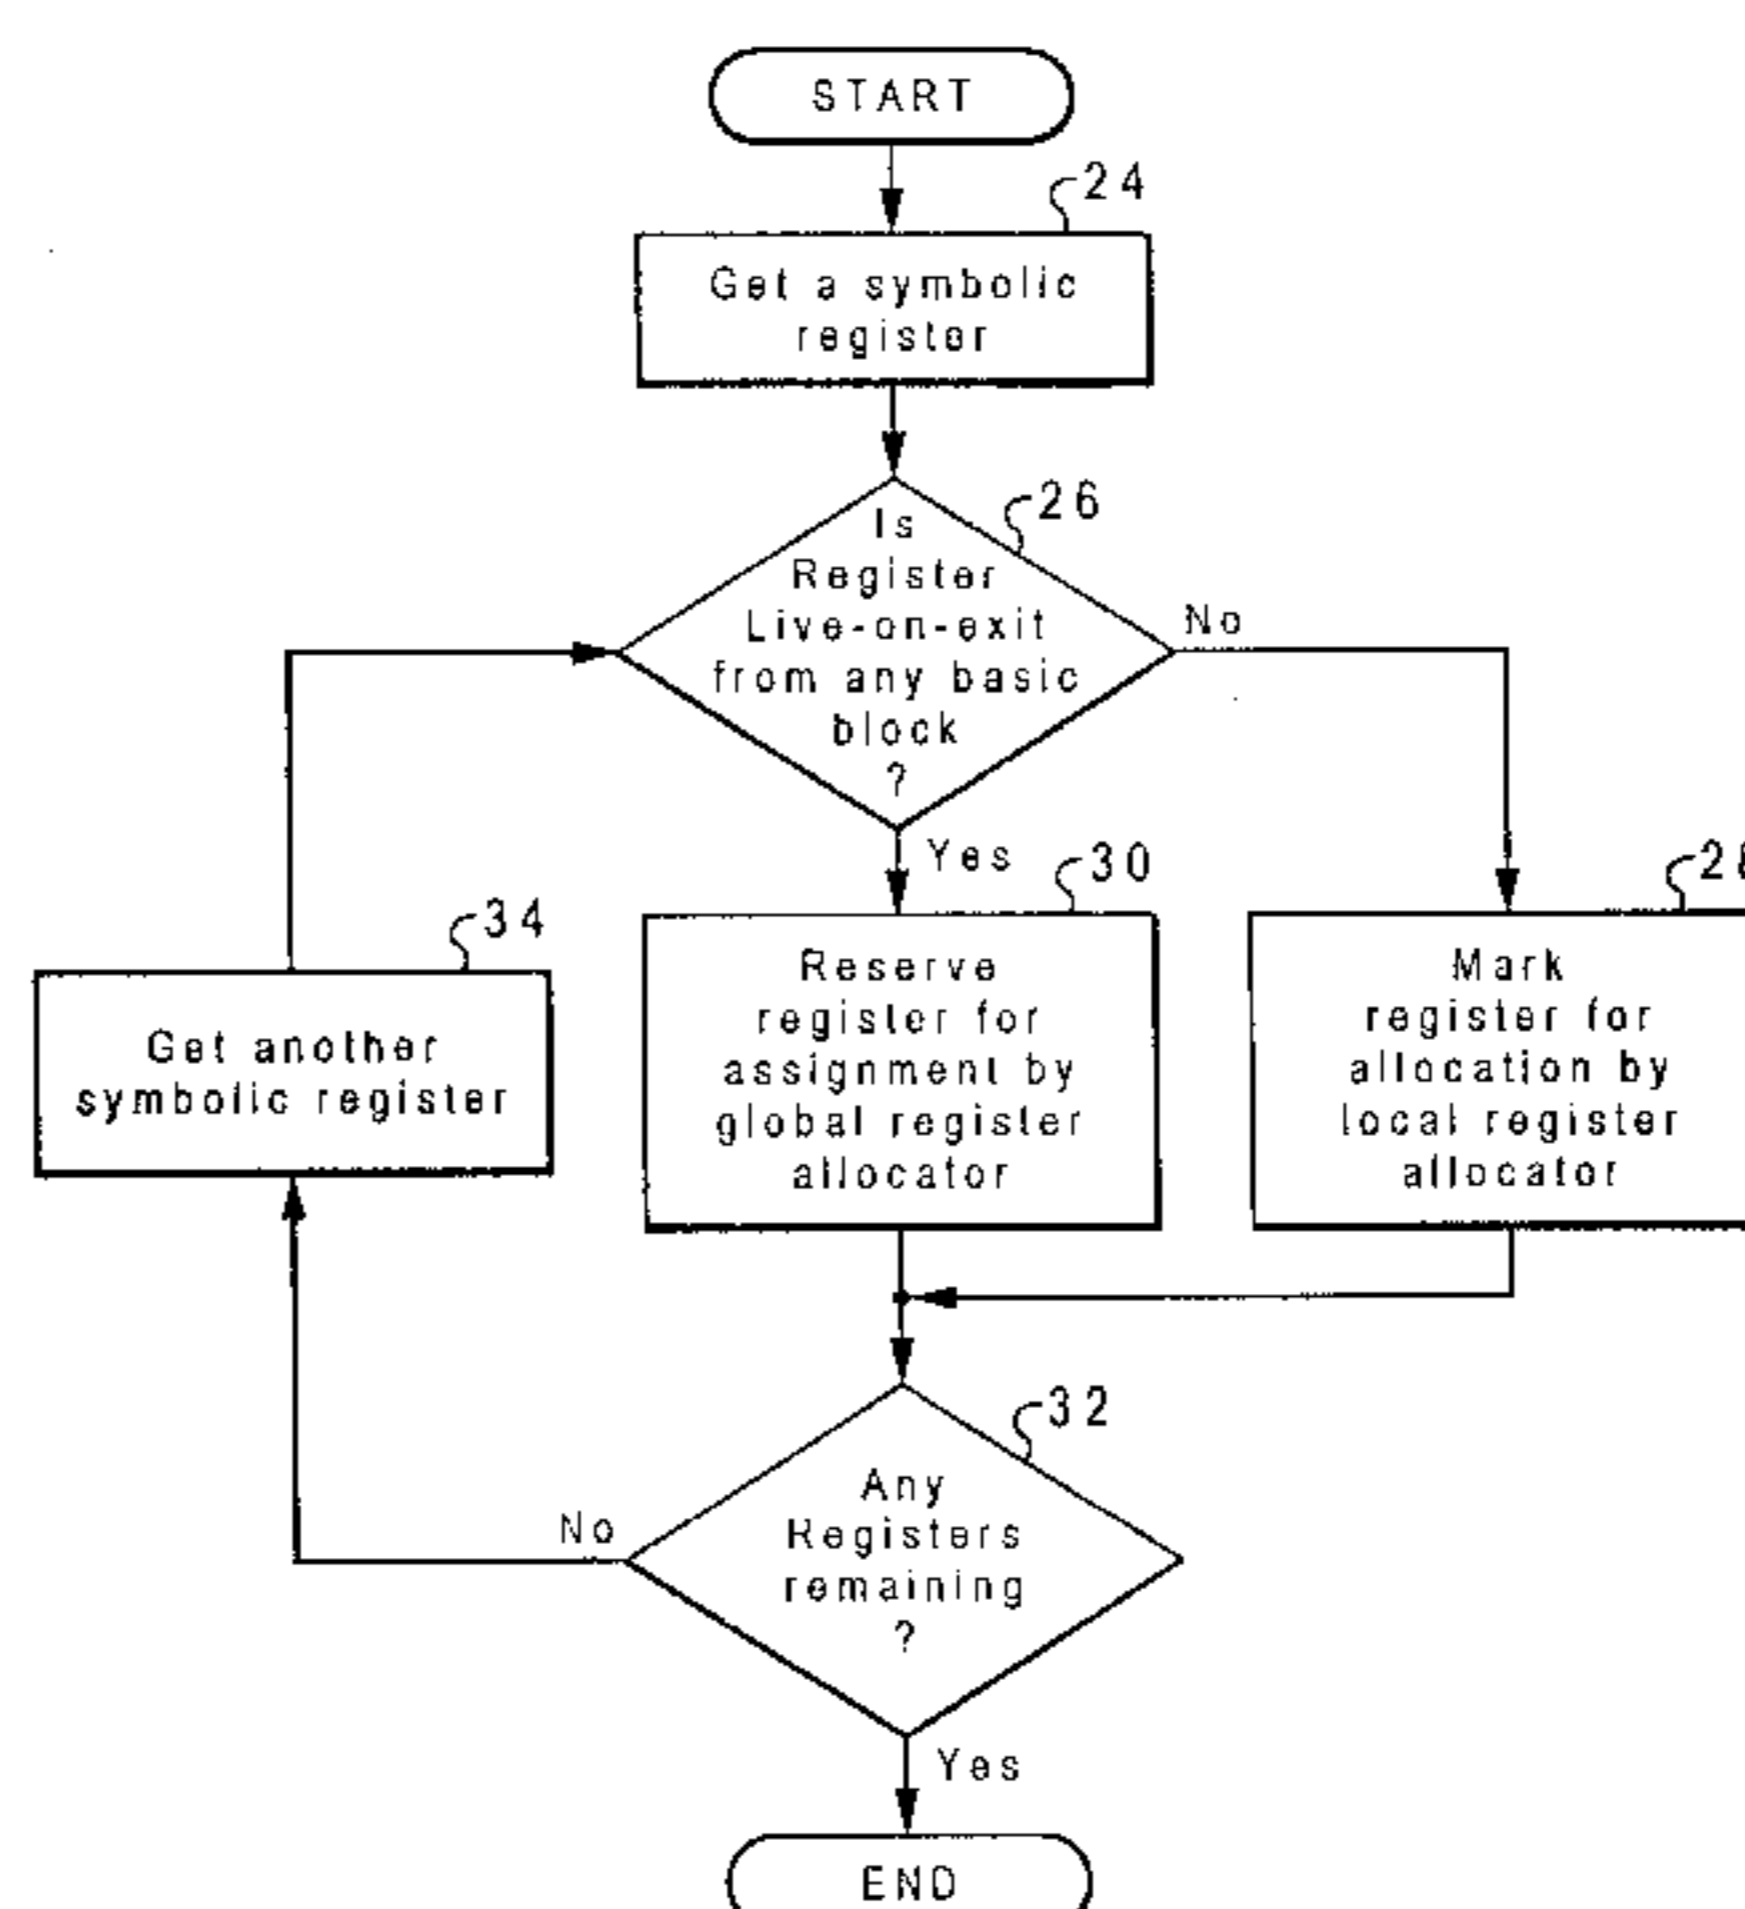 START
24
Get a symbolic
register
26
Is
Register
Live-on-exit
from any basic
block
?
No
Yes
30
Reserve
register for
assignment by
global register
allocator
Mark
register for
allocation by
local register
allocator
34
Get another
symbolic register
32
Any
Registers
remaining
?
No
Yes
END